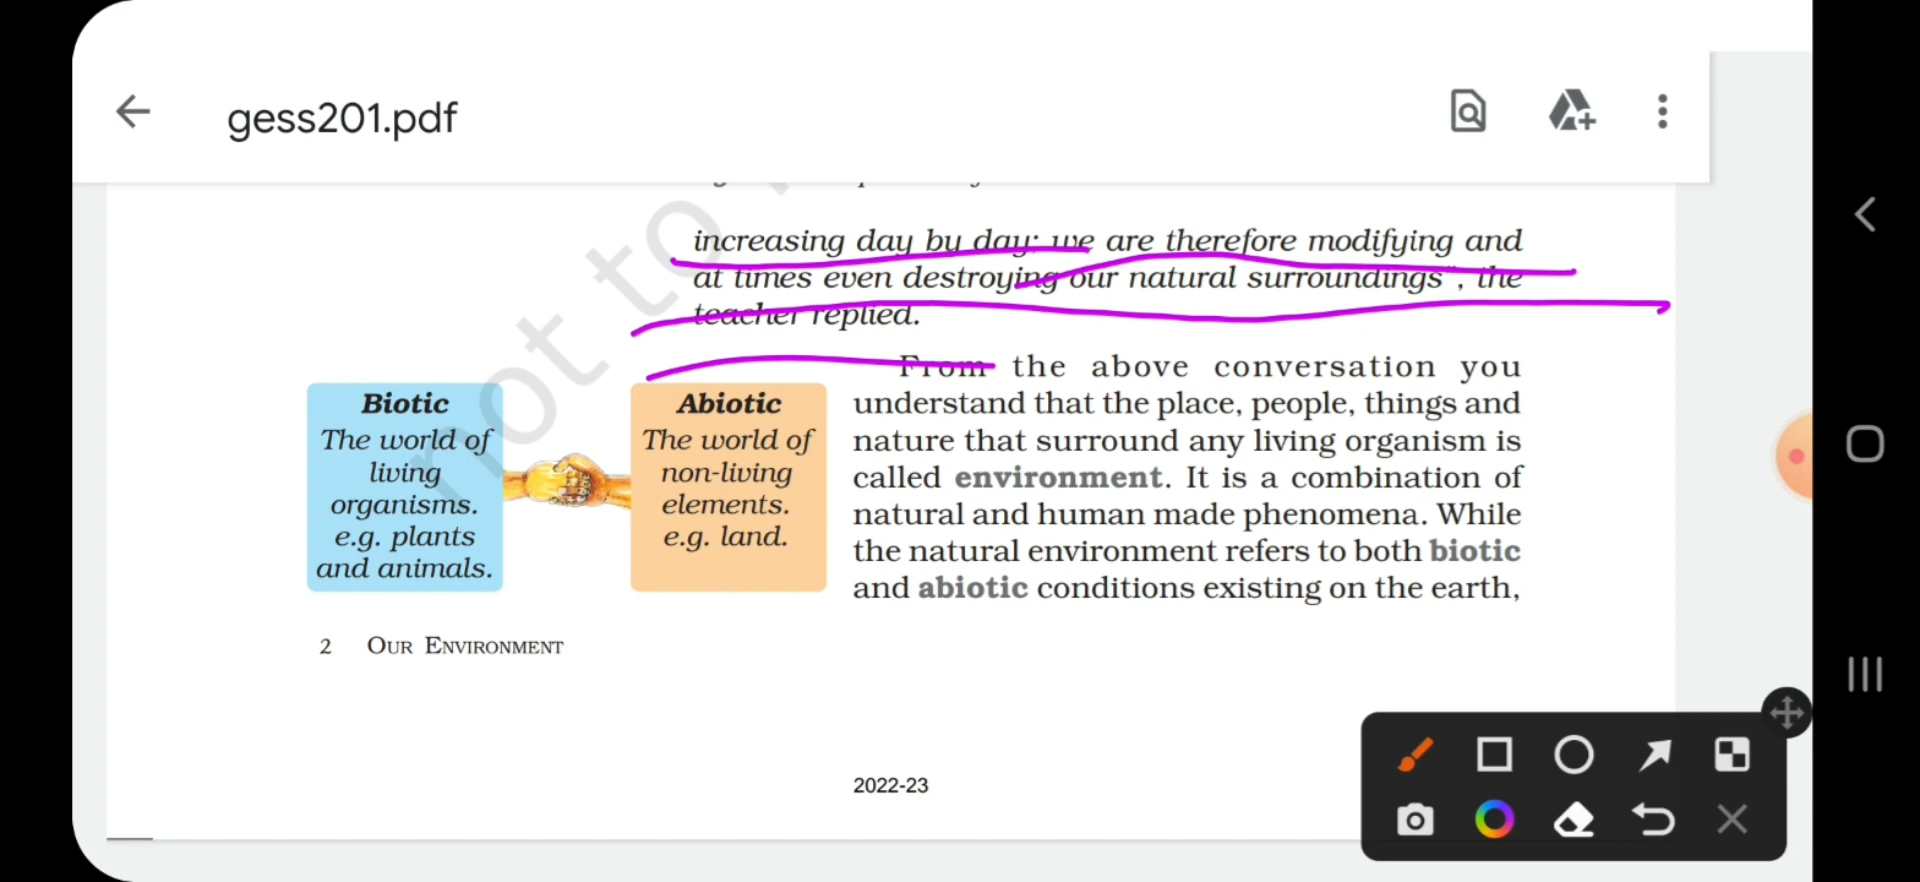 gess201.pdf
increasing day by day; we are therefore modifying and
at times even destroying our natural surroundings", the
teacher replied.
From the above conversation you
understand that the place, people, things and
nature that surround any living organism is
called environment. It is a combination of
natural and human made phenomena. While
the natural environment refers to both biotic
and abiotic conditions existing on the earth,
Biotic
The world of
living
organisms.
e.g. plants
and animals.
Abiotic
The world of
non-living
elements.
e.g. land.
2 OUR ENVIRONMENT
2022-23
not to